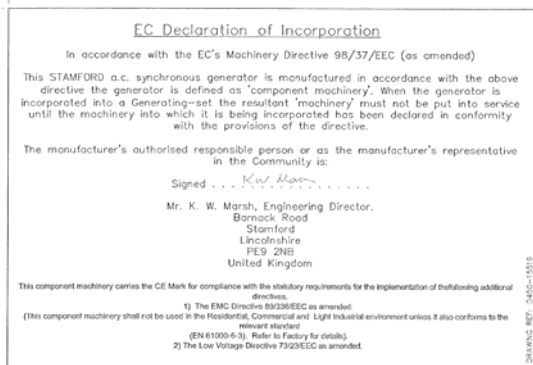 EC Declaration of Incorporation
In accordance with the EC's Machinery Directive 98/37/EEC (as amended)
This STAMFORD a.c. synchronous generator is manufactured in accordance with the above
directive the generator is defined as 'component machinery'. When the generator is
incorporated into a Generating-set the resultant 'machinery' must not be put into service
until the machinery into which it is being incorporated has been declared in conformity
with the provisions of the directive.
The manufacturer's authorised responsible person or as the manufacturer's representative
in the Community is:
Signed . . . K W Marsh . . . . . . .
Mr. K. W. Marsh, Engineering Director.
Barnack Road
Stamford
Lincolnshire
PE9 2NB
United Kingdom
This component machinery carries the CE Mark for compliance with the statutory requirements for the implementation of thefollowing additional
directives.
1) The EMC Directive 89/336/EEC as amended.
(This component machinery shall not be used in the Residential, Commercial and Light Industrial environment unless it also conforms to the
relevant standard
(EN 61000-6-3). Refer to Factory for details).
2) The Low Voltage Directive 73/23/EEC as amended.
DRAWING REF: 0450-15519